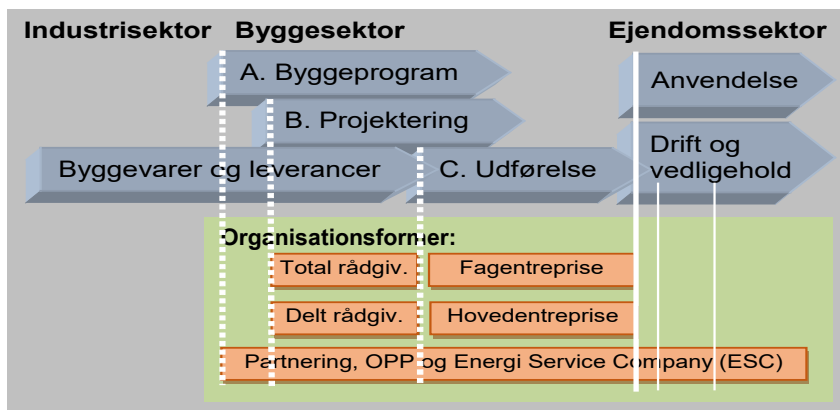 Industrisektor Byggesektor Ejendomssektor
A. Byggeprogram
Anvendelse
B. Projektering
Byggevarer og leverancer
C. Udførelse
Drift og
vedligehold
Organisationsformer:
Total rådgiv.
Fagentreprise
Delt rådgiv.
Hovedentreprise
Partnering, OPP og Energi Service Company (ESC)